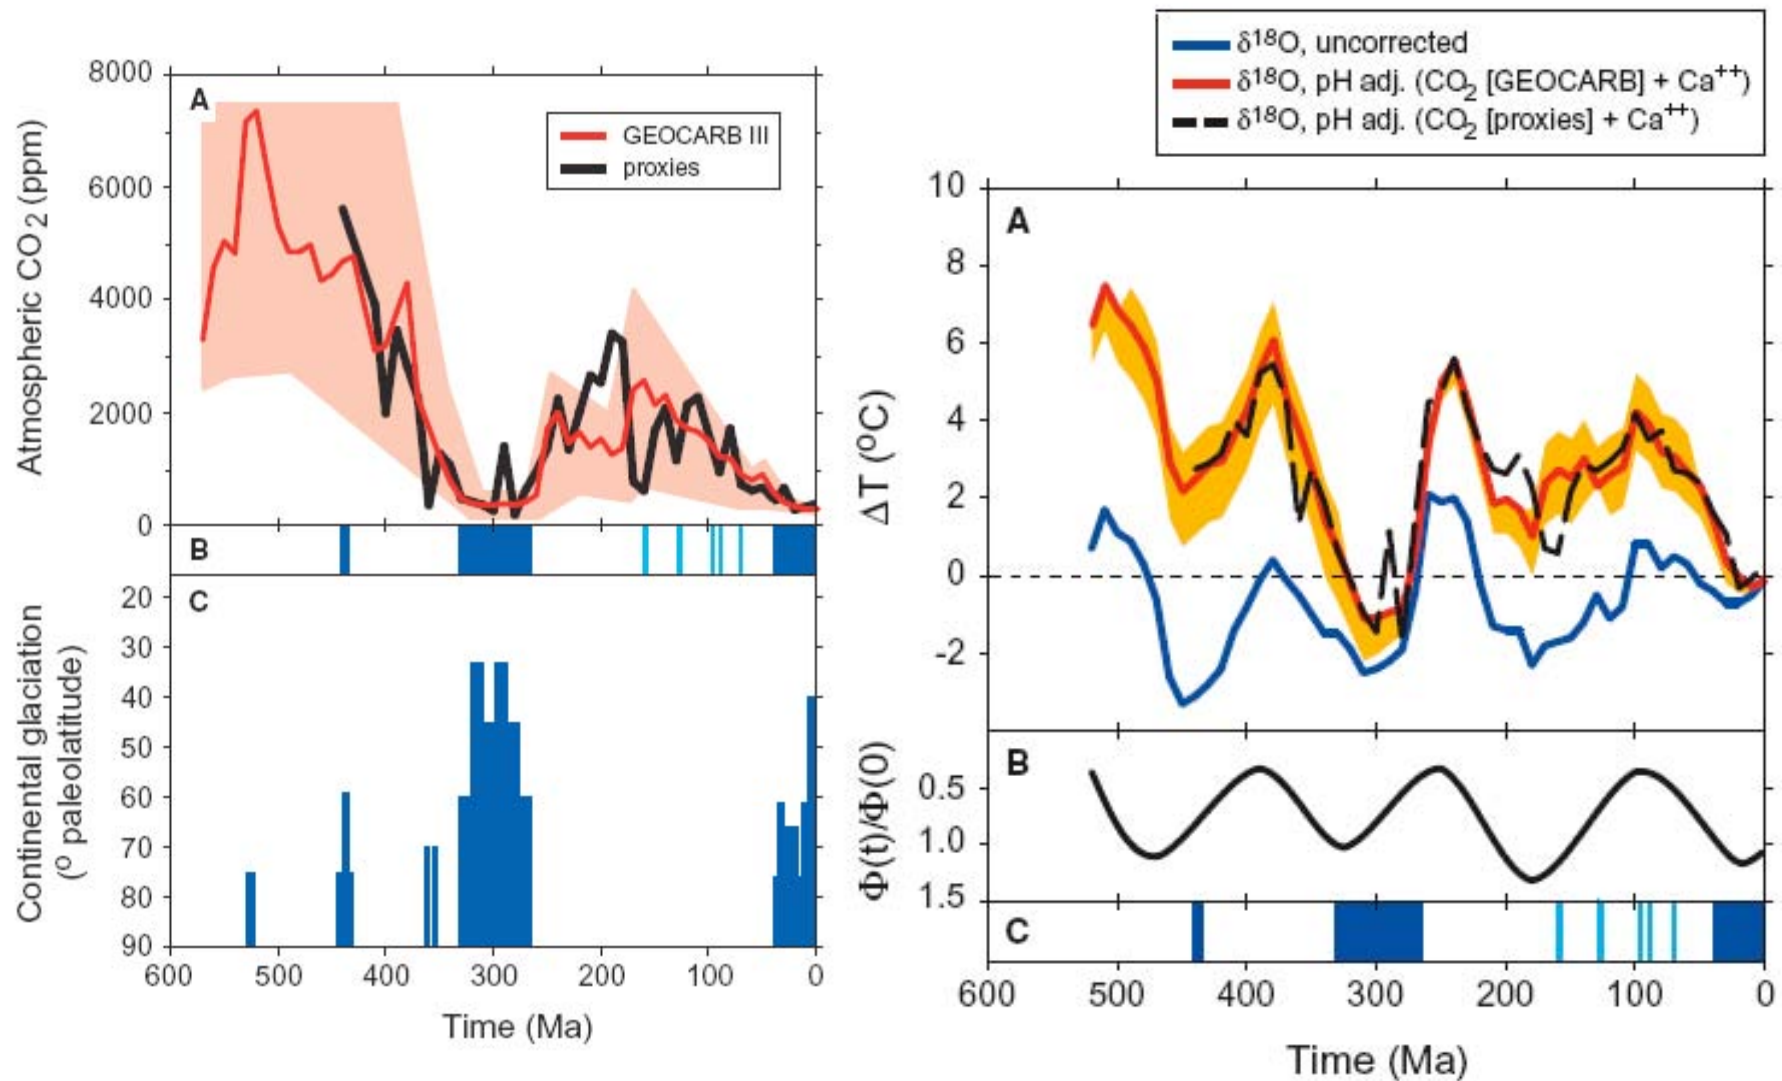 8000
6000
4000
2000
0
Atmospheric CO2 (ppm)
A
GEOCARB III
proxies
B
C
20
30
40
50
60
70
80
90
Continental glaciation
(o paleolatitude)
600 500 400 300 200 100 0
Time (Ma)
δ18O, uncorrected
δ18O, pH adj. (CO2 [GEOCARB] + Ca++)
δ18O, pH adj. (CO2 [proxies] + Ca++)
10
8
6
4
2
0
-2
ΔT (oC)
A
B
0.5
1.0
1.5
Φ(t)/Φ(0)
C
600 500 400 300 200 100 0
Time (Ma)